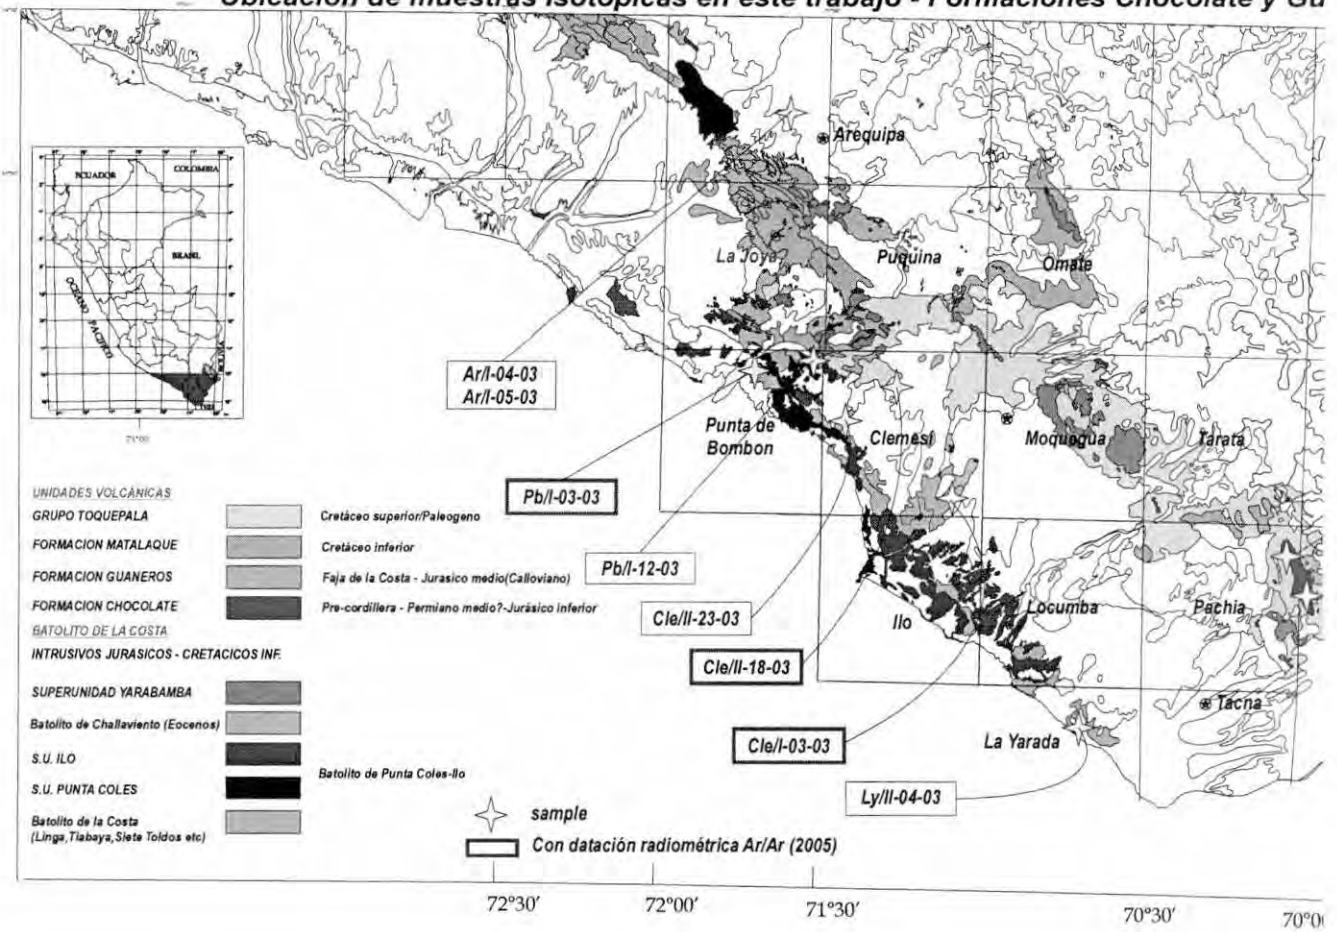 Ubicación de muestras isotópicas en este trabajo - Formaciones Chocolate y Gu
Arequipa
ECUADOR
COLOMBIA
BRASIL
OCEANO PACIFICO
BOLIVIA
71°00'
La Joya
Puquina
Omate
Ar/I-04-03
Ar/I-05-03
Punta de
Bombon
Clemesi
Moquogua
Tarata
Pb/I-03-03
Pb/I-12-03
Cle/II-23-03
Ilo
Locumba
Pachia
Cle/II-18-03
Tacna
Cle/I-03-03
La Yarada
Ly/II-04-03
UNIDADES VOLCÁNICAS
GRUPO TOQUEPALA
Cretáceo superior/Paleogeno
FORMACION MATALAQUE
Cretáceo inferior
FORMACION GUANEROS
Faja de la Costa - Jurasico medio(Calloviano)
FORMACION CHOCOLATE
Pre-cordillera - Permiano medio?-Jurásico inferior
BATOLITO DE LA COSTA
INTRUSIVOS JURASICOS - CRETACICOS INF.
SUPERUNIDAD YARABAMBA
Batolito de Challaviento (Eocenos)
S.U. ILO
S.U. PUNTA COLES
Batolito de Punta Coles-Ilo
Batolito de la Costa
(Linga,Tiabaya,Siete Toldos etc)
sample
Con datación radiométrica Ar/Ar (2005)
72°30'
72°00'
71°30'
70°30'
70°0